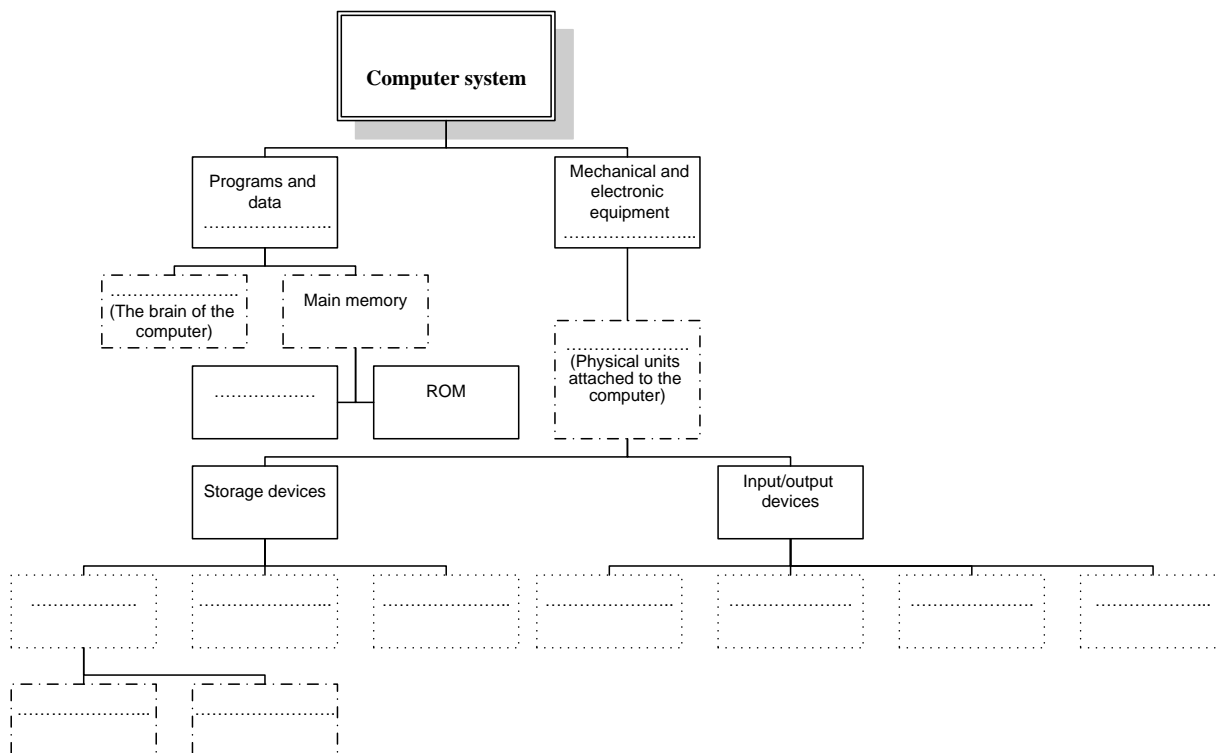 Computer system
Programs and
data
…………………..
Mechanical and
electronic
equipment
…………………...
…………………..
(The brain of the
computer)
Main memory
………………
ROM
………………….
(Physical units
attached to the
computer)
Storage devices
Input/output
devices
……………….
…………………...
…………………..
…………………..
………………….
………………….
………………...
…………………...
…………………